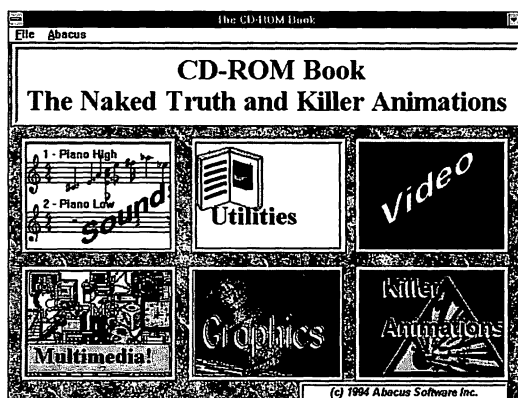 The CD-ROM Book
File Abacus
CD-ROM Book
The Naked Truth and Killer Animations
1 - Piano High
2 - Piano Low
Sound
Utilities
Video
Multimedia!
Graphics
Killer
Animations
(c) 1994 Abacus Software Inc.